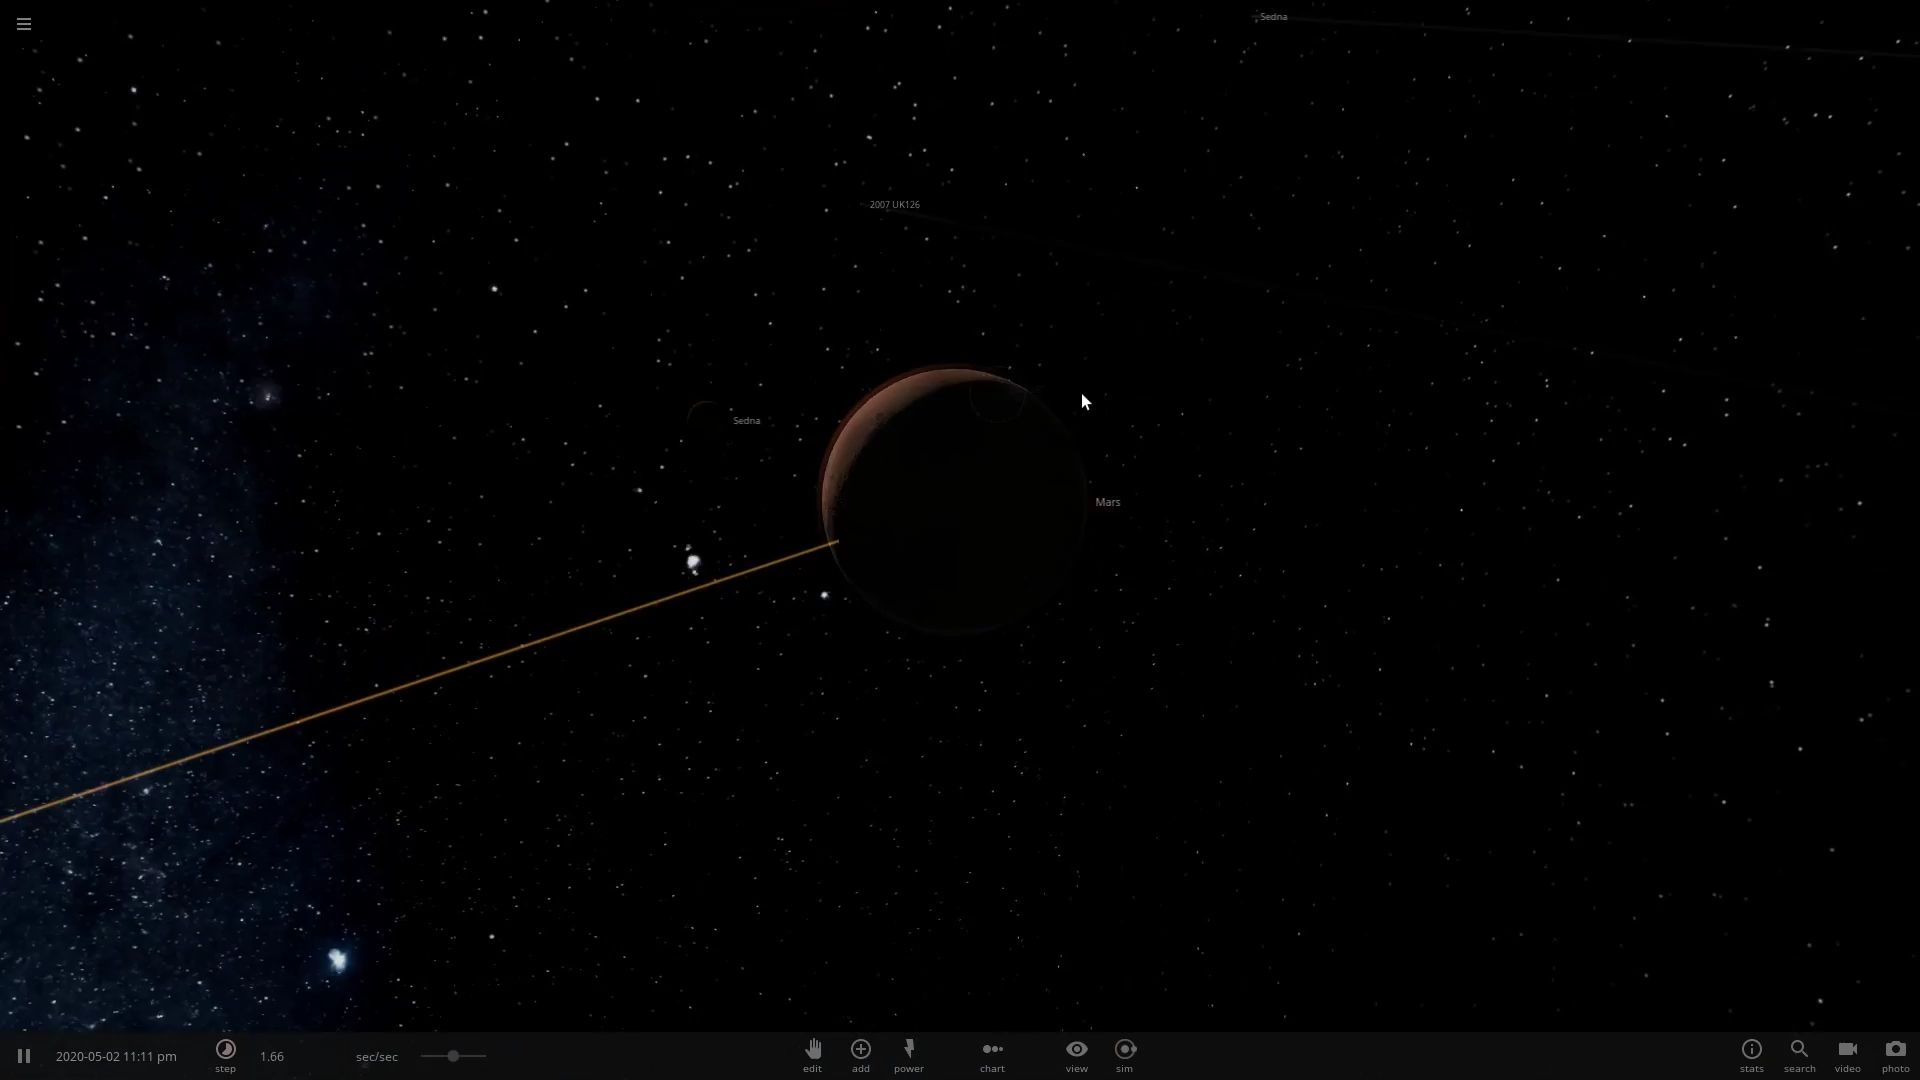 Sedna
2007 UK126
Sedna
Mars
2020-05-02 11:11 pm
step
1.66
sec/sec
edit
add
power
chart
view
sim
stats
search
video
photo